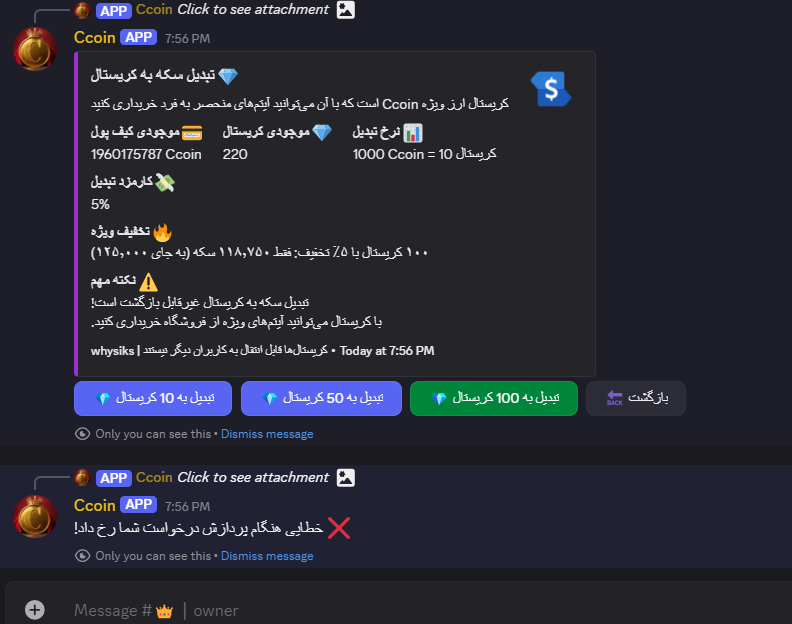 APP Ccoin Click to see attachment
Ccoin APP 7:56 PM
تبدیل سکه به کریستال
کریستال ارز ویژه Ccoin است که با آن می‌توانید آیتم‌های منحصر به فرد خریداری کنید
موجودی کیف پول
1960175787 Ccoin
موجودی کریستال
220
نرخ تبدیل
1000 Ccoin = 10 کریستال
کارمزد تبدیل
5%
تخفیف ویژه
۱۰۰ کریستال با ۵٪ تخفیف: فقط ۱۱۸,۷۵۰ سکه (به جای ۱۲۵,۰۰۰)
نکته مهم
تبدیل سکه به کریستال غیرقابل بازگشت است!
با کریستال می‌توانید آیتم‌های ویژه از فروشگاه خریداری کنید.
whysiks | کریستال‌ها قابل انتقال به کاربران دیگر نیستند • Today at 7:56 PM
تبدیل به 10 کریستال
تبدیل به 50 کریستال
تبدیل به 100 کریستال
بازگشت
BACK
Only you can see this • Dismiss message
APP Ccoin Click to see attachment
Ccoin APP 7:56 PM
خطایی هنگام پردازش درخواست شما رخ داد!
Only you can see this • Dismiss message
Message # | owner